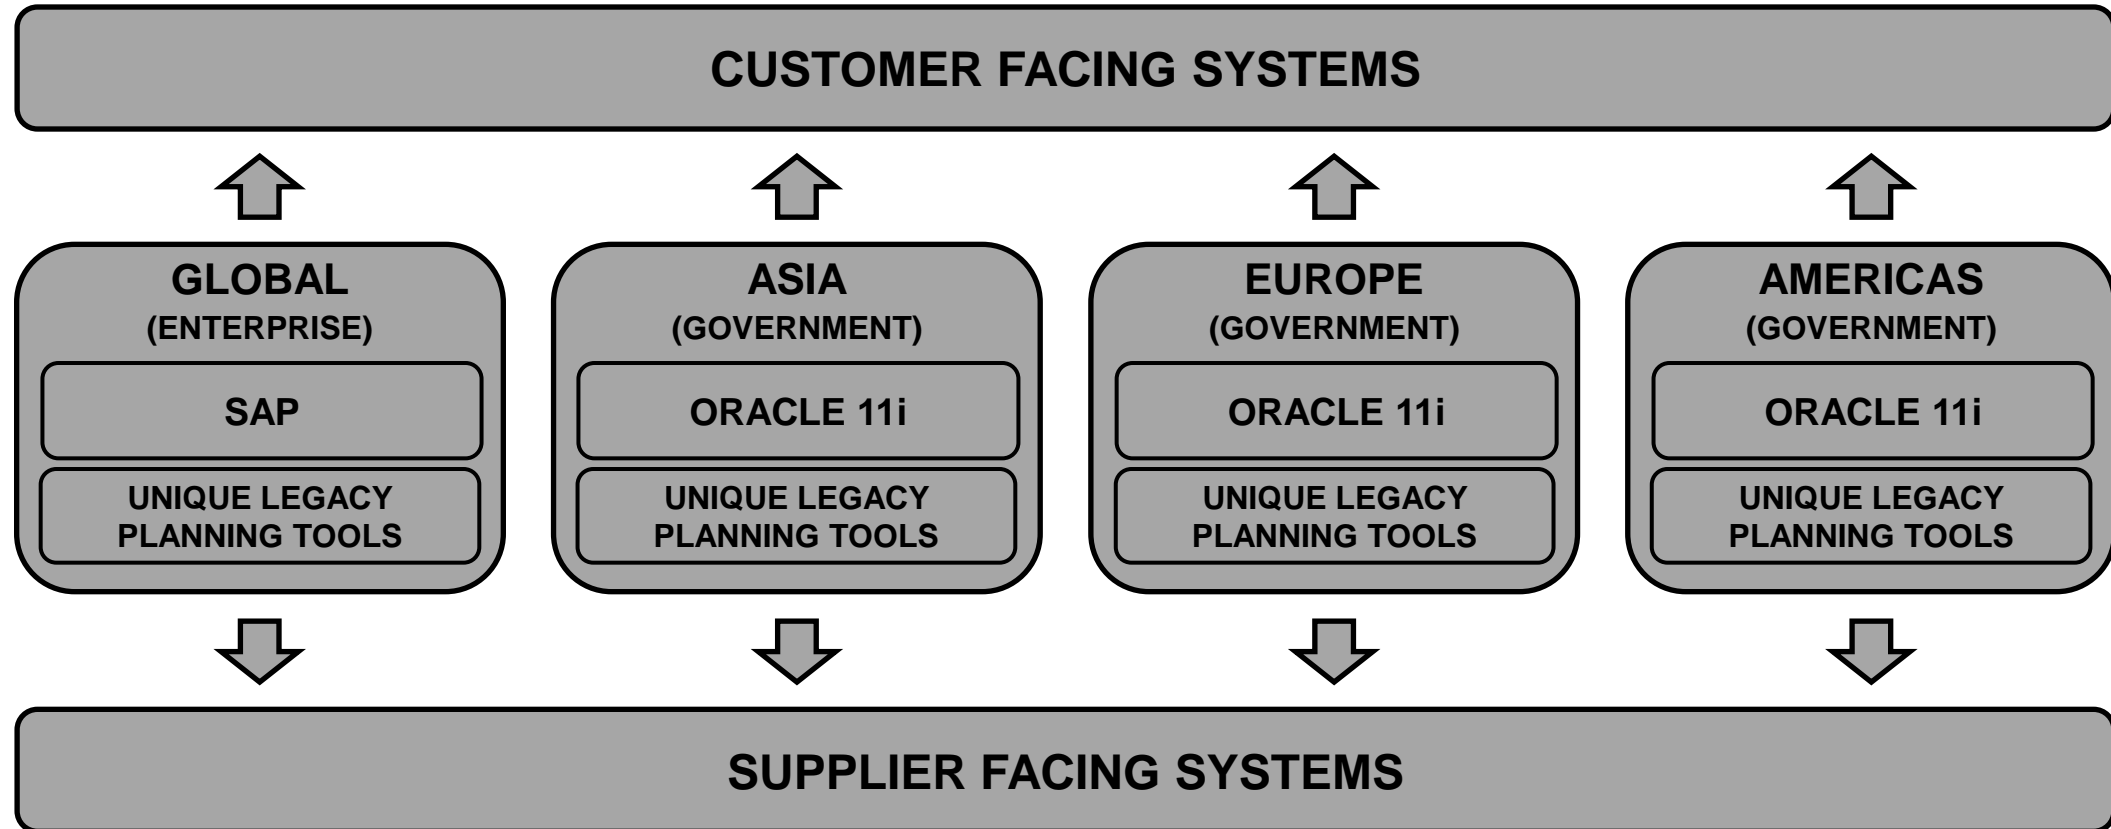 CUSTOMER FACING SYSTEMS
GLOBAL
(ENTERPRISE)
SAP
UNIQUE LEGACY
PLANNING TOOLS
ASIA
(GOVERNMENT)
ORACLE 11i
UNIQUE LEGACY
PLANNING TOOLS
EUROPE
(GOVERNMENT)
ORACLE 11i
UNIQUE LEGACY
PLANNING TOOLS
AMERICAS
(GOVERNMENT)
ORACLE 11i
UNIQUE LEGACY
PLANNING TOOLS
SUPPLIER FACING SYSTEMS